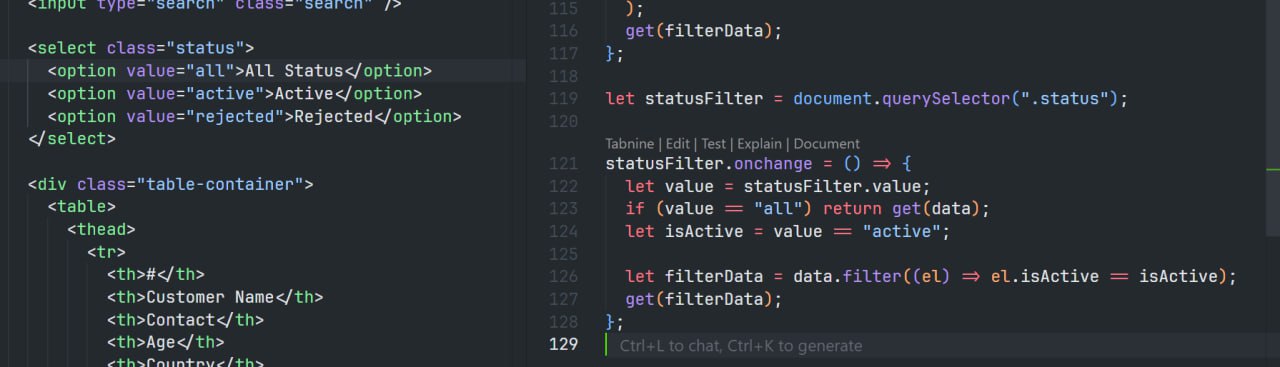 <input type="search" class="search" />
<select class="status">
<option value="all">All Status</option>
<option value="active">Active</option>
<option value="rejected">Rejected</option>
</select>
<div class="table-container">
<table>
<thead>
<tr>
<th>#</th>
<th>Customer Name</th>
<th>Contact</th>
<th>Age</th>
<th>Country</th>
115 );
116 get(filterData);
117 };
118
119 let statusFilter = document.querySelector(".status");
120
Tabnine | Edit | Test | Explain | Document
121 statusFilter.onchange = () => {
122 let value = statusFilter.value;
123 if (value == "all") return get(data);
124 let isActive = value == "active";
125
126 let filterData = data.filter((el) => el.isActive == isActive);
127 get(filterData);
128 };
129 Ctrl+L to chat, Ctrl+K to generate